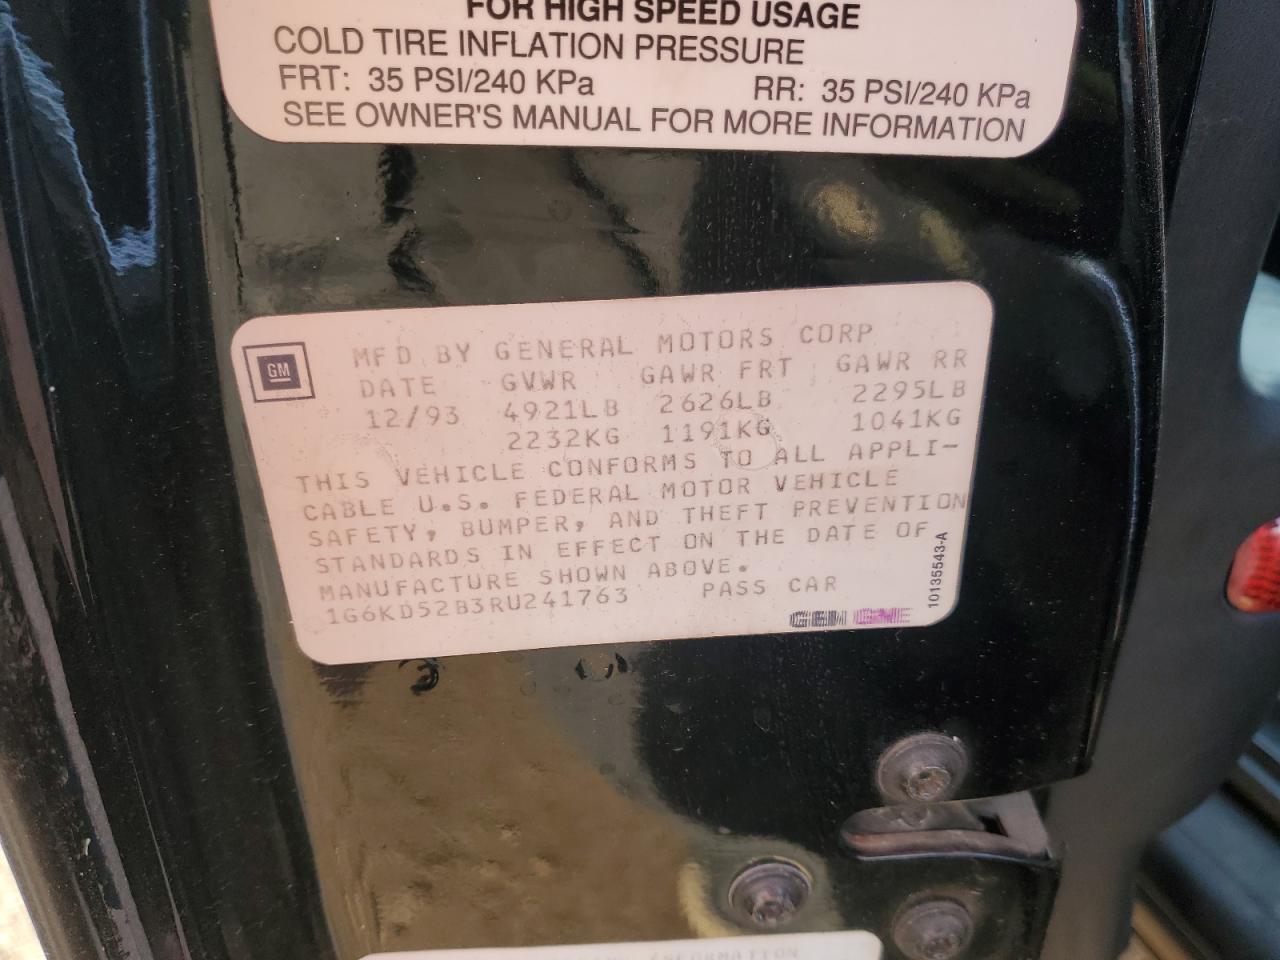 FOR HIGH SPEED USAGE
COLD TIRE INFLATION PRESSURE
FRT: 35 PSI/240 KPa RR: 35 PSI/240 KPa
SEE OWNER'S MANUAL FOR MORE INFORMATION
GM
MFD BY GENERAL MOTORS CORP
DATE GVWR GAWR FRT GAWR RR
12/93 4921LB 2626LB 2295LB
2232KG 1191KG 1041KG
THIS VEHICLE CONFORMS TO ALL APPLI-
CABLE U.S. FEDERAL MOTOR VEHICLE
SAFETY, BUMPER, AND THEFT PREVENTION
STANDARDS IN EFFECT ON THE DATE OF
MANUFACTURE SHOWN ABOVE.
1G6KD52B3RU241763 PASS CAR
10135543-A
INFORMATION